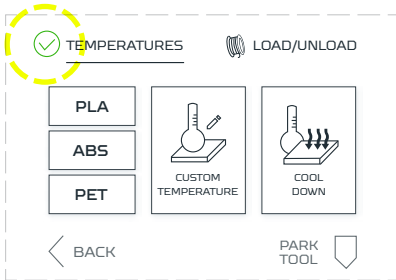 TEMPERATURES
LOAD/UNLOAD
PLA
ABS
PET
CUSTOM
TEMPERATURE
COOL
DOWN
BACK
PARK
TOOL